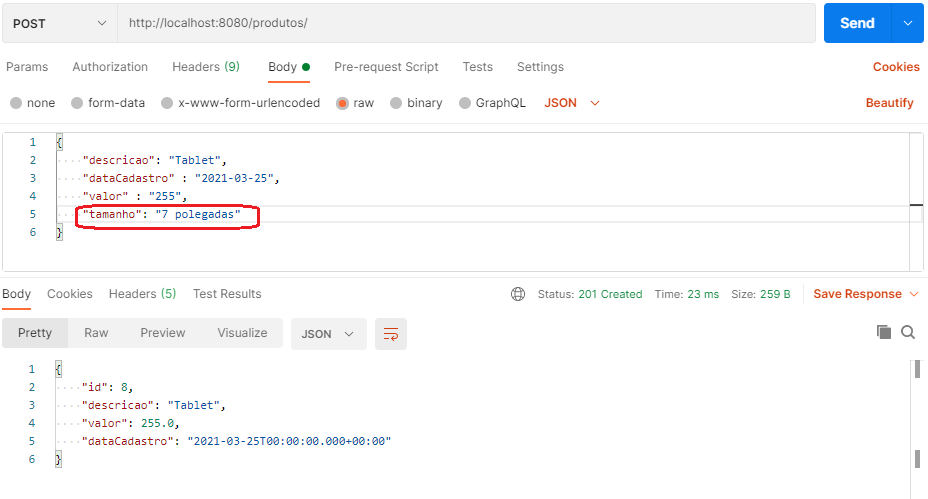 POST http://localhost:8080/produtos/ Send
Params Authorization Headers (9) Body Pre-request Script Tests Settings Cookies
none form-data x-www-form-urlencoded raw binary GraphQL JSON Beautify
1 {
2 "descricao": "Tablet",
3 "dataCadastro" : "2021-03-25",
4 "valor" : "255",
5 "tamanho": "7 polegadas"
6 }
Body Cookies Headers (5) Test Results Status: 201 Created Time: 23 ms Size: 259 B Save Response
Pretty Raw Preview Visualize JSON
1 {
2 "id": 8,
3 "descricao": "Tablet",
4 "valor": 255.0,
5 "dataCadastro": "2021-03-25T00:00:00.000+00:00"
6 }